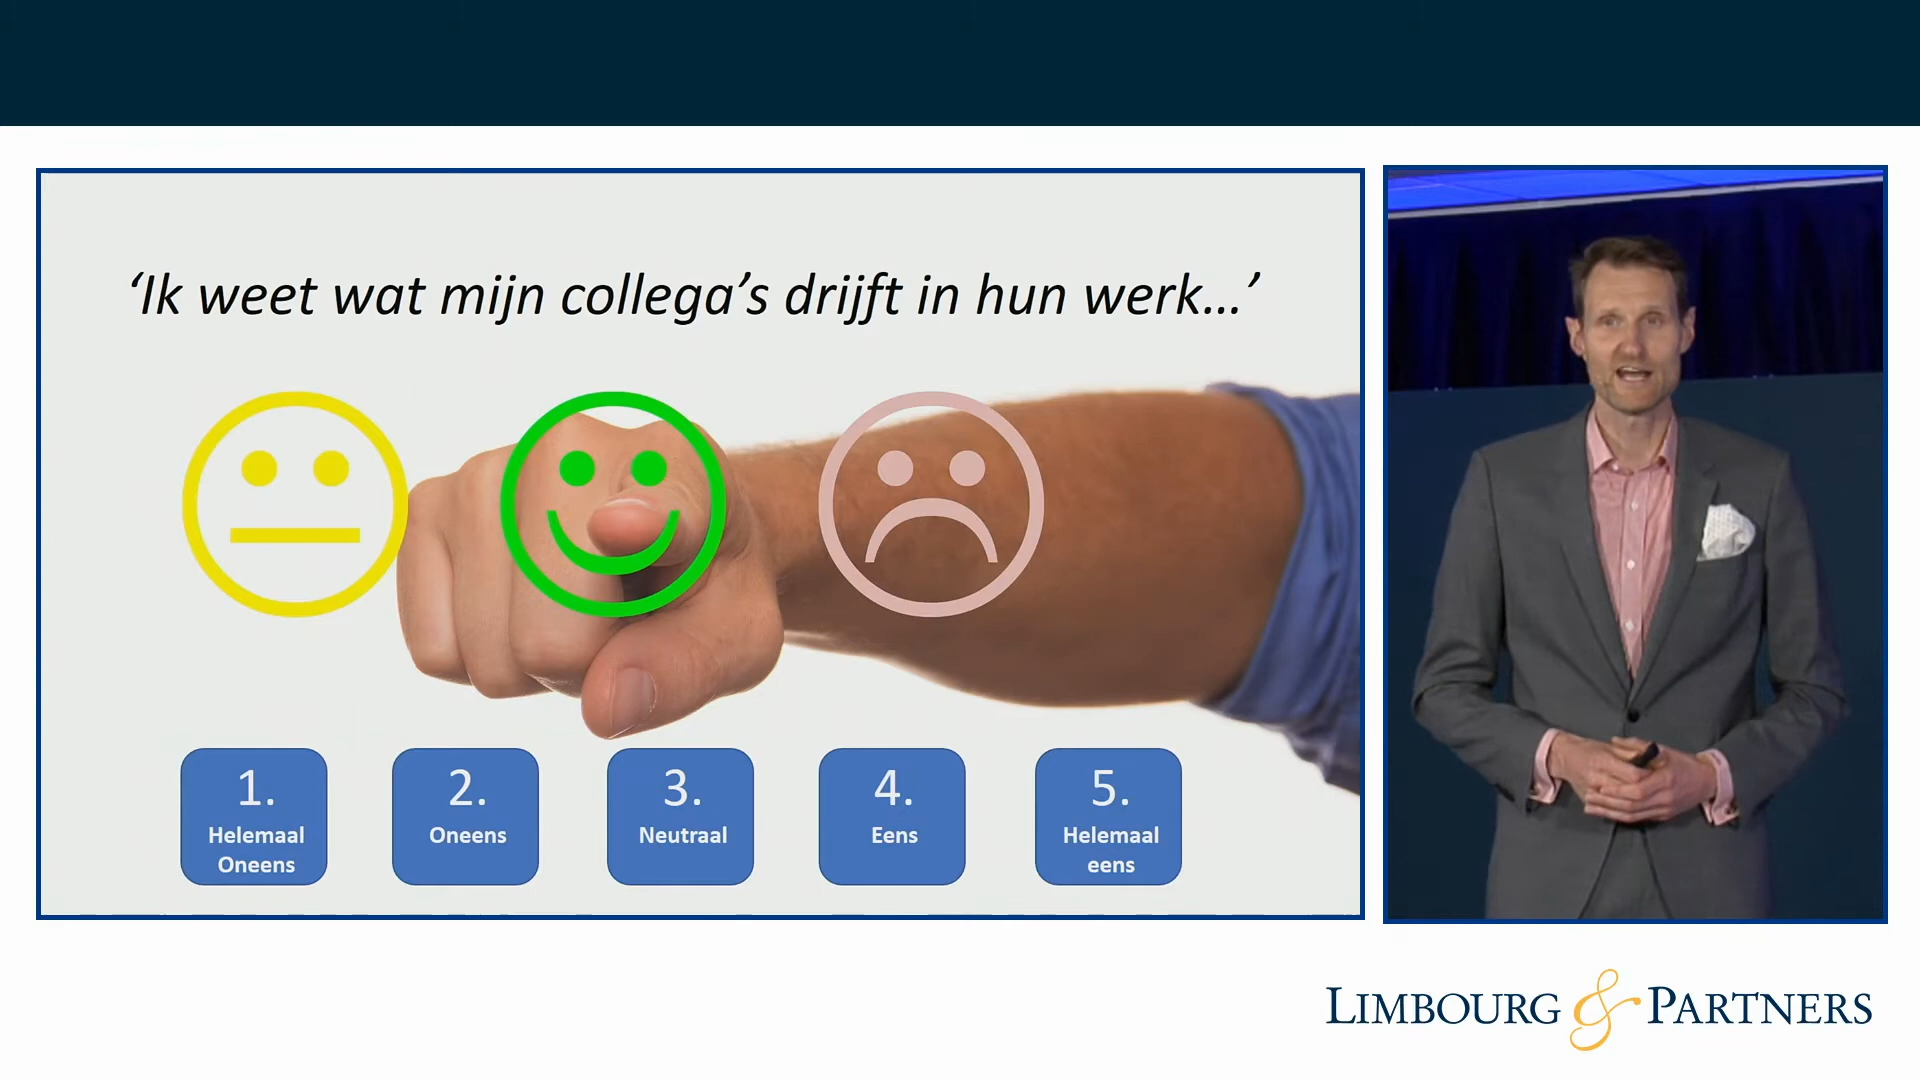 ‘Ik weet wat mijn collega’s drijft in hun werk...’
1.
Helemaal
Oneens
2.
Oneens
3.
Neutraal
4.
Eens
5.
Helemaal
eens
LIMBOURG & PARTNERS